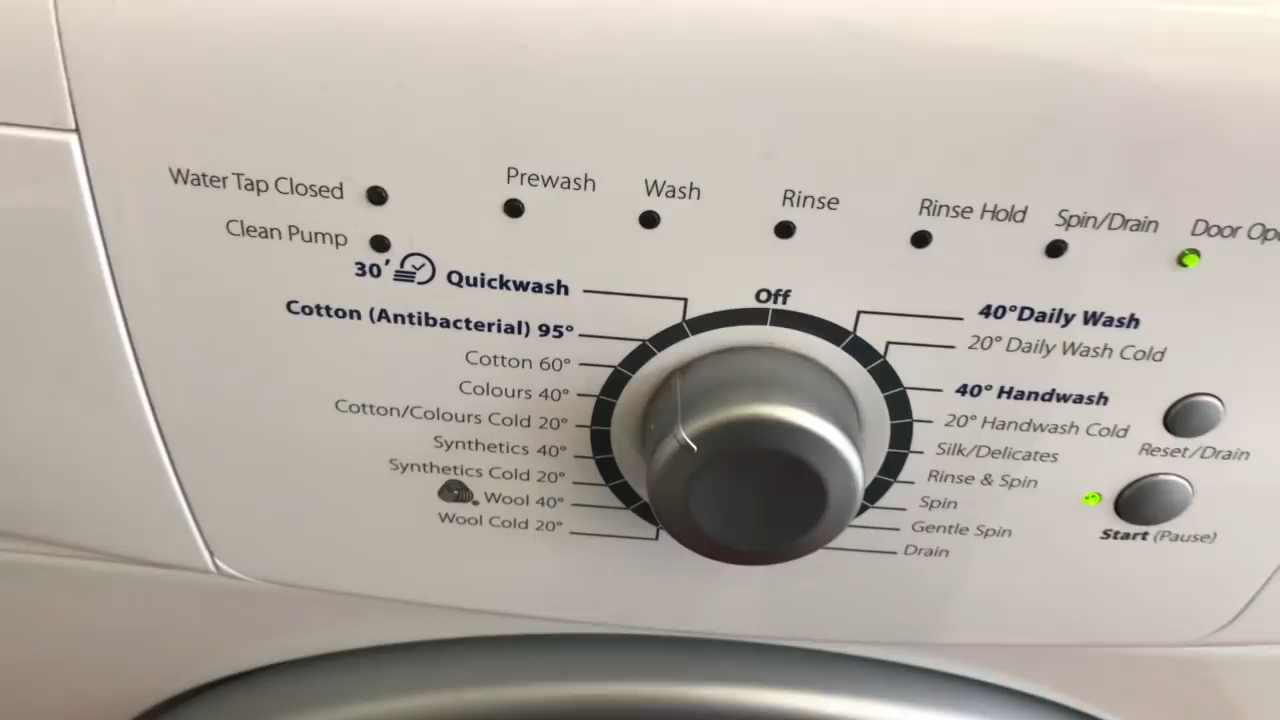 Water Tap Closed
Clean Pump
Prewash
Wash
Rinse
Rinse Hold
Spin/Drain
Door Ope
30′ Quickwash
Cotton (Antibacterial) 95°
Cotton 60°
Colours 40°
Cotton/Colours Cold 20°
Synthetics 40°
Synthetics Cold 20°
Wool 40°
Wool Cold 20°
Off
40°Daily Wash
20° Daily Wash Cold
40° Handwash
20° Handwash Cold
Silk/Delicates
Rinse & Spin
Spin
Gentle Spin
Drain
Reset/Drain
Start (Pause)